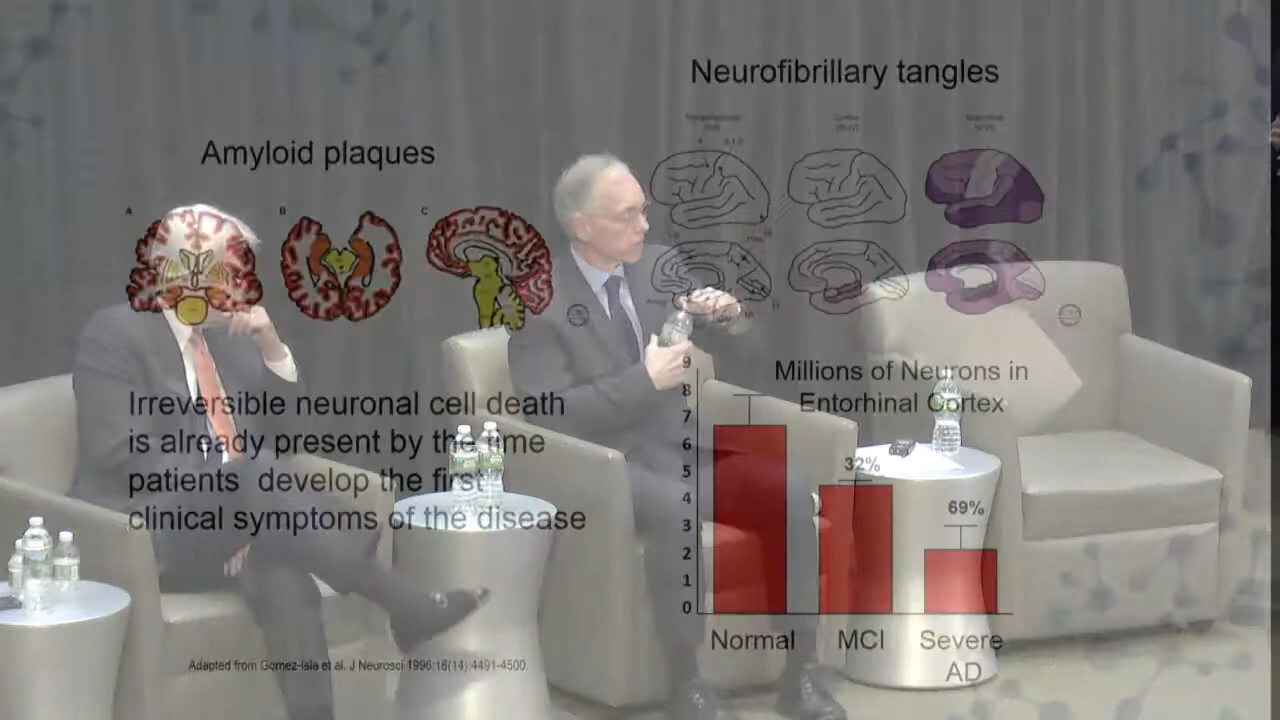 Neurofibrillary tangles
Amyloid plaques
A
B
C
Irreversible neuronal cell death
is already present by the time
patients develop the first
clinical symptoms of the disease
Millions of Neurons in
Entorhinal Cortex
9
8
7
6
5
4
3
2
1
0
32%
69%
Normal
MCI
Severe
AD
Adapted from Gomez-Isla et al. J Neurosci 1996;16(14):4491-4500.